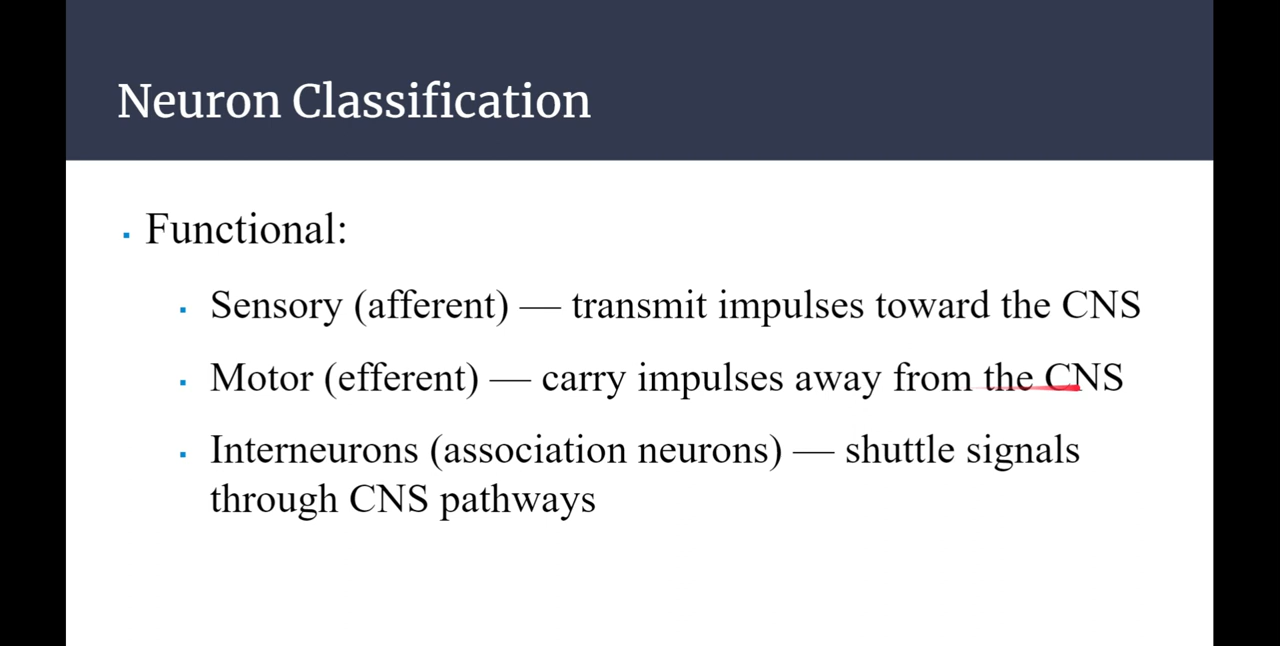 Neuron Classification
Functional:
Sensory (afferent) — transmit impulses toward the CNS
Motor (efferent) — carry impulses away from the CNS
Interneurons (association neurons) — shuttle signals
through CNS pathways